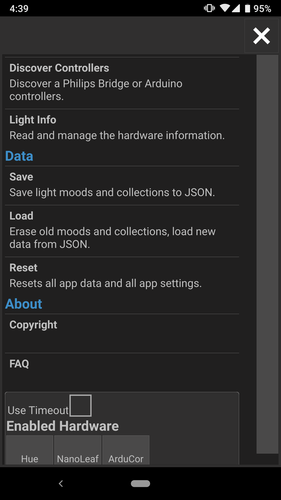 4:39
95%
Discover Controllers
Discover a Philips Bridge or Arduino
controllers.
Light Info
Read and manage the hardware information.
Data
Save
Save light moods and collections to JSON.
Load
Erase old moods and collections, load new
data from JSON.
Reset
Resets all app data and all app settings.
About
Copyright
FAQ
Use Timeout
Enabled Hardware
Hue NanoLeaf ArduCor